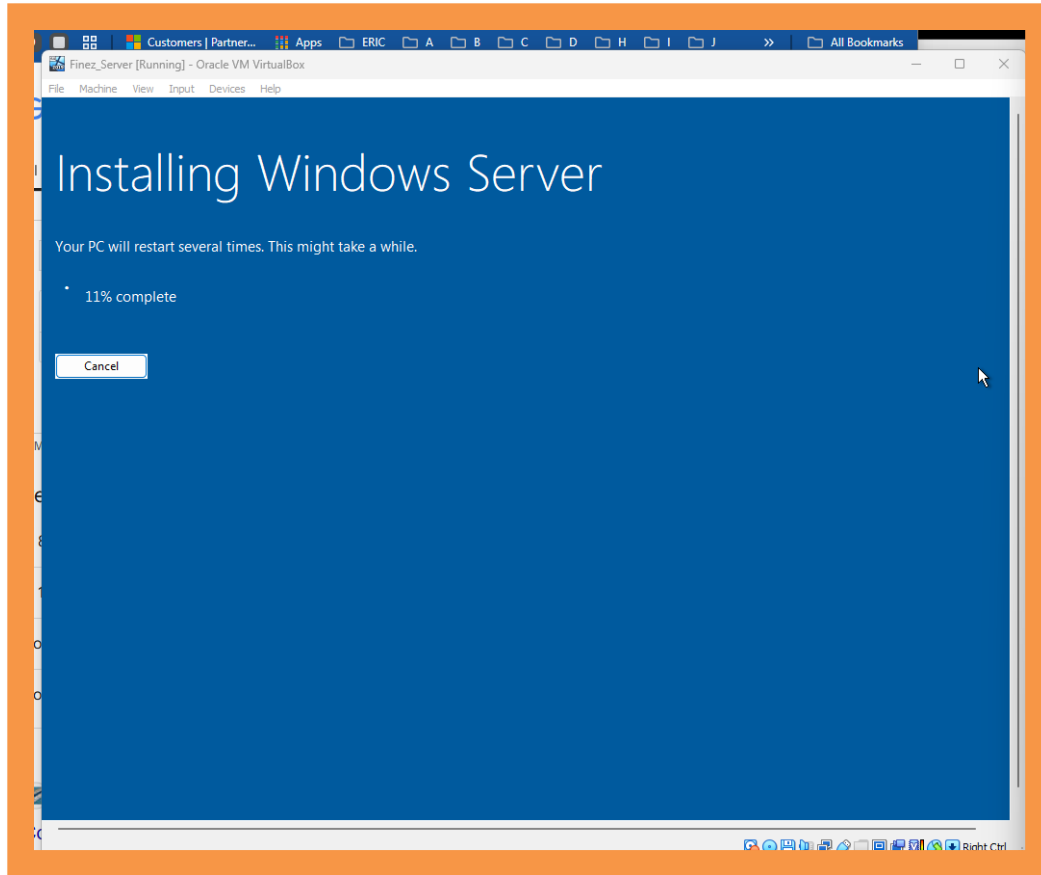 Customers | Partner... Apps ERIC A B C D H I J » All Bookmarks
Finez_Server [Running] - Oracle VM VirtualBox
File Machine View Input Devices Help
Installing Windows Server
Your PC will restart several times. This might take a while.
11% complete
Cancel
Right Ctrl